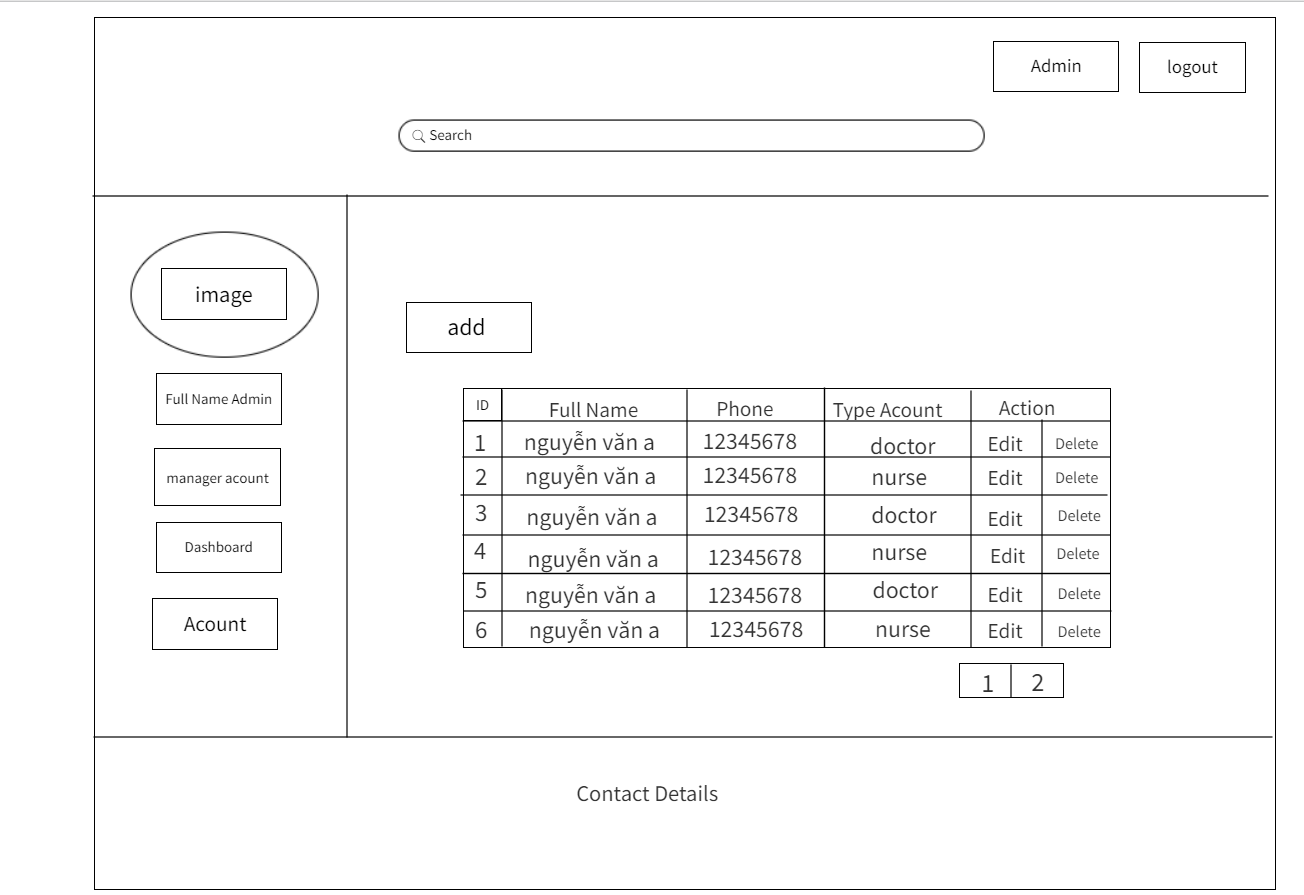 Admin logout
Search
image
Full Name Admin
manager acount
Dashboard
Acount
add
ID Full Name Phone Type Acount Action
1 nguyễn văn a 12345678 doctor Edit Delete
2 nguyễn văn a 12345678 nurse Edit Delete
3 nguyễn văn a 12345678 doctor Edit Delete
4 nguyễn văn a 12345678 nurse Edit Delete
5 nguyễn văn a 12345678 doctor Edit Delete
6 nguyễn văn a 12345678 nurse Edit Delete
1 2
Contact Details